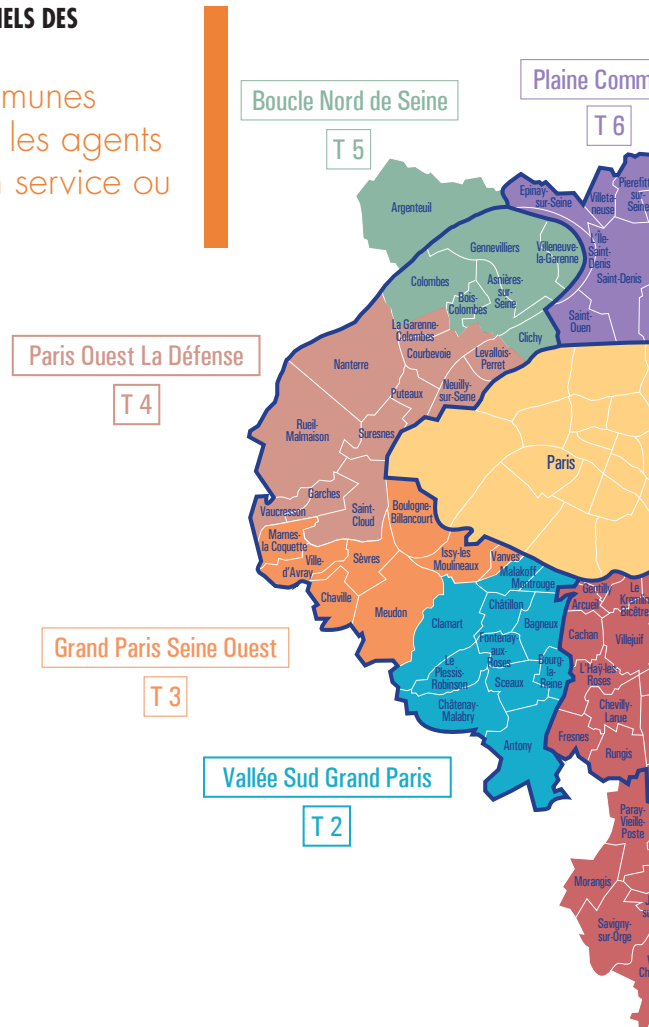 IELS DES
munes
les agents
service ou
Boucle Nord de Seine
T 5
Plaine Comm
T 6
Argenteuil
Epinay-
sur-Seine
Villeta-
neuse
Pierefitt
sur-
Seine
Gennevilliers
Villeneuve-
la-Garenne
L'Île-
Saint-
Denis
Saint-Denis
Colombes
Asnières-
sur-
Seine
Bois-
Colombes
Saint-
Ouen
Clichy
La Garenne-
Colombes
Courbevoie
Levallois-
Perret
Paris Ouest La Défense
T 4
Nanterre
Puteaux
Neuilly-
sur-Seine
Rueil-
Malmaison
Suresnes
Paris
Garches
Vaucresson
Saint-
Cloud
Boulogne-
Billancourt
Marnes-
la Coquette
Ville-
d'Avray
Sèvres
Issy-les
Moulineaux
Vanves
Malakoff
Montrouge
Chaville
Meudon
Clamart
Châtillon
Bagneux
Gentilly
Le
Kremlin
Bicêtre
Arcueil
Cachan
Villejuif
Grand Paris Seine Ouest
T 3
Fontenay-
aux-
Roses
Le
Plessis-
Robinson
Sceaux
Bourg-
la-
Reine
L'Haÿ-les-
Roses
Châtenay-
Malabry
Chevilly-
Larue
Antony
Fresnes
Rungis
Vallée Sud Grand Paris
T 2
Paray-
Vieille-
Poste
Morangis
Savigny-
sur-Orge
Ch